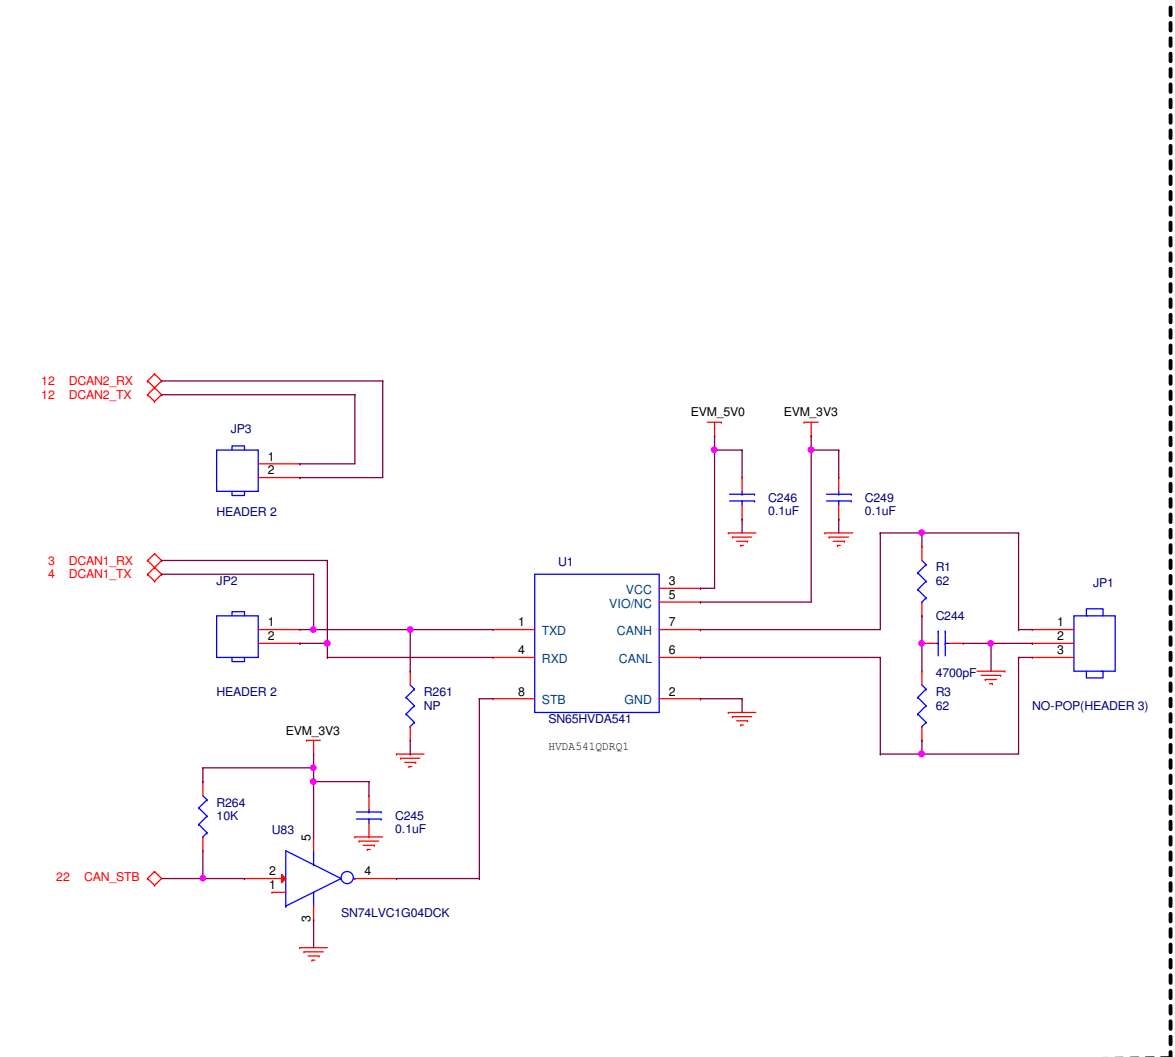 12 DCAN2_RX
12 DCAN2_TX
JP3
1
2
HEADER 2
EVM_5V0
EVM_3V3
C246
0.1uF
C249
0.1uF
3 DCAN1_RX
4 DCAN1_TX
JP2
1
2
HEADER 2
U1
VCC 3
VIO/NC 5
1 TXD CANH 7
4 RXD CANL 6
8 STB GND 2
SN65HVDA541
HVDA541QDRQ1
R261
NP
R1
62
C244
4700pF
R3
62
JP1
1
2
3
NO-POP(HEADER 3)
EVM_3V3
R264
10K
C245
0.1uF
U83
5
22 CAN_STB
2
1
4
3
SN74LVC1G04DCK